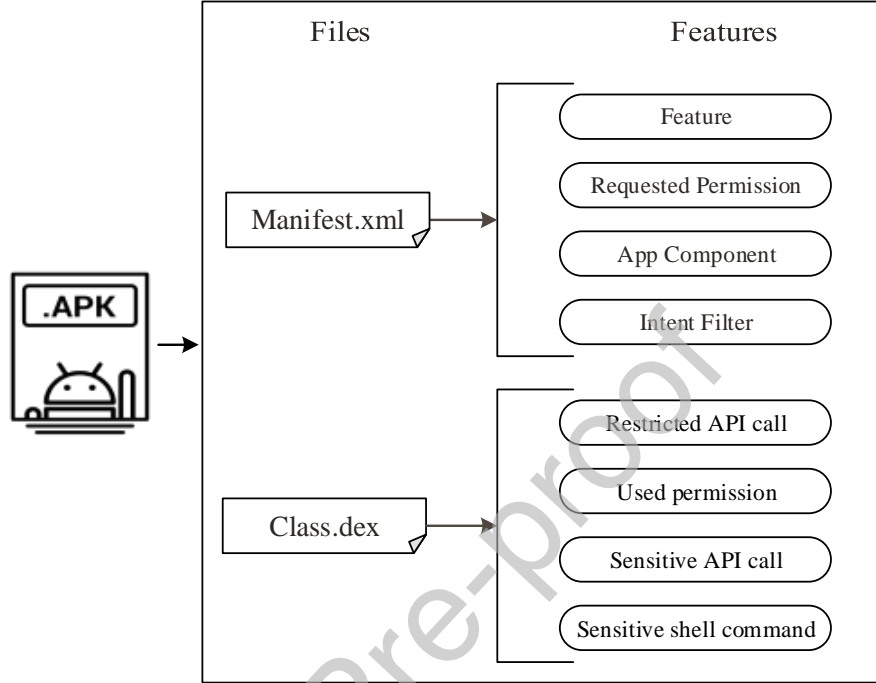 Files
Features
Feature
Requested Permission
Manifest.xml
App Component
Intent Filter
.APK
Restricted API call
Used permission
Class.dex
Sensitive API call
Sensitive shell command
Pre-proof